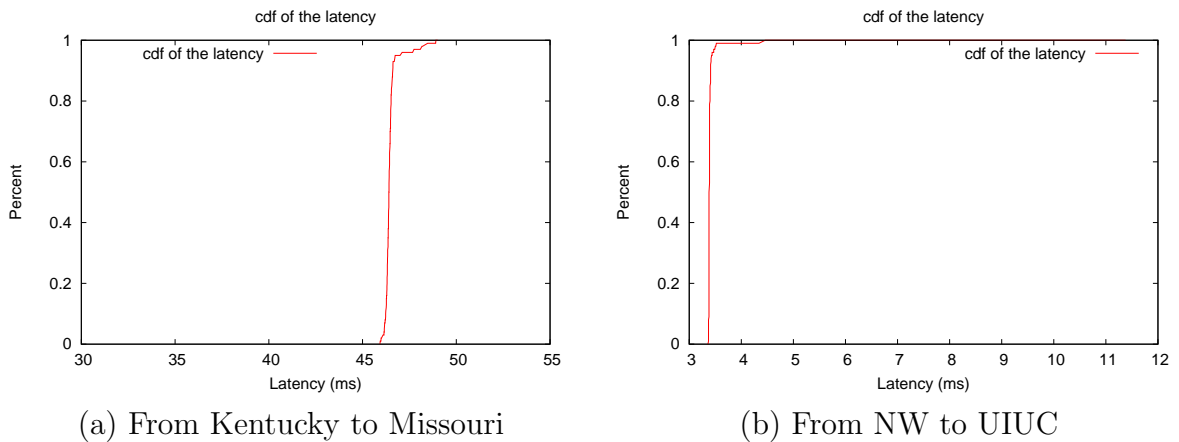 cdf of the latency
cdf of the latency
1
0.8
0.6
0.4
0.2
0
Percent
30 35 40 45 50 55
Latency (ms)
(a) From Kentucky to Missouri
cdf of the latency
cdf of the latency
1
0.8
0.6
0.4
0.2
0
Percent
3 4 5 6 7 8 9 10 11 12
Latency (ms)
(b) From NW to UIUC